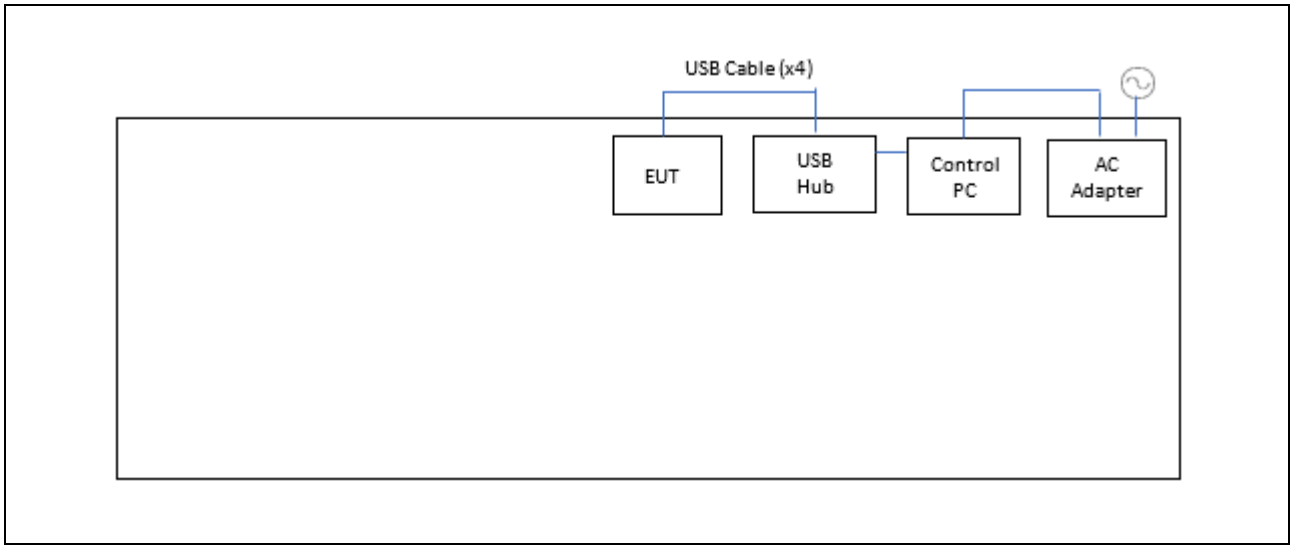 USB Cable (x4)
EUT
USB
Hub
Control
PC
AC
Adapter